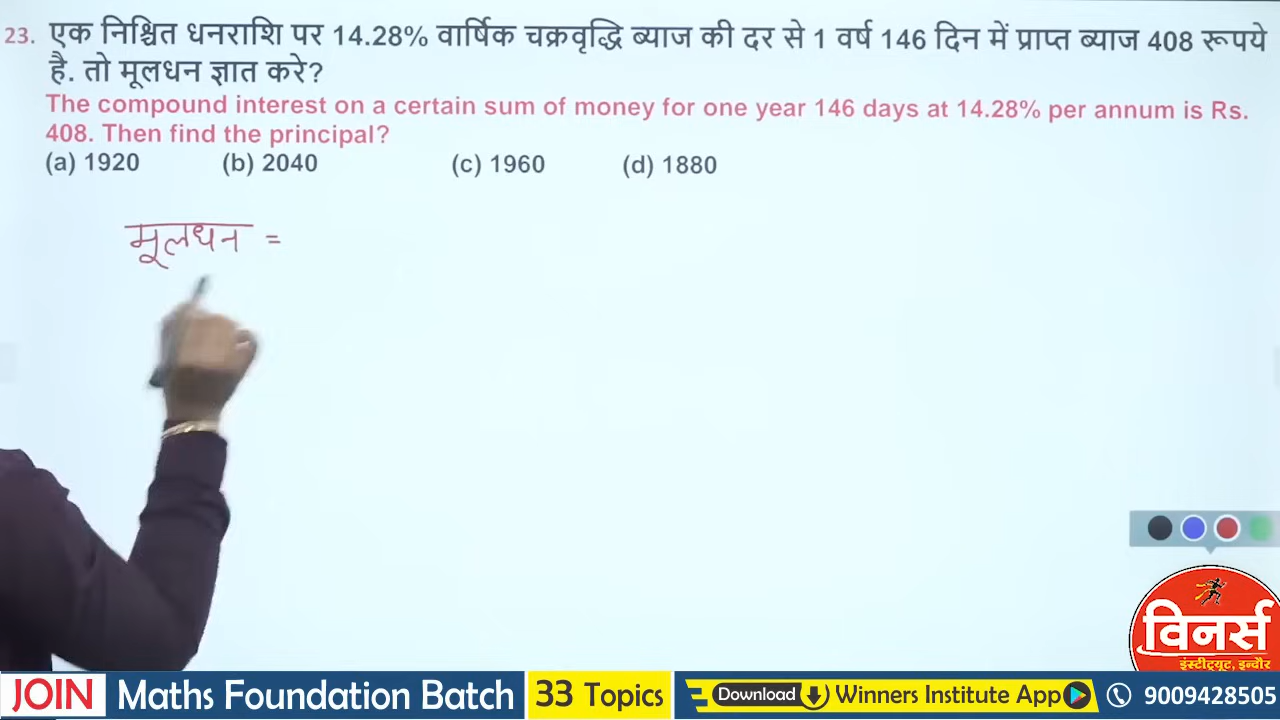 23. एक निश्चित धनराशि पर 14.28% वार्षिक चक्रवृद्धि ब्याज की दर से 1 वर्ष 146 दिन में प्राप्त ब्याज 408 रूपये
है. तो मूलधन ज्ञात करे?
The compound interest on a certain sum of money for one year 146 days at 14.28% per annum is Rs.
408. Then find the principal?
(a) 1920 (b) 2040 (c) 1960 (d) 1880
मूलधन =
विनर्स
इंस्टीट्यूट, इन्दौर
JOIN Maths Foundation Batch 33 Topics Download Winners Institute App 9009428505